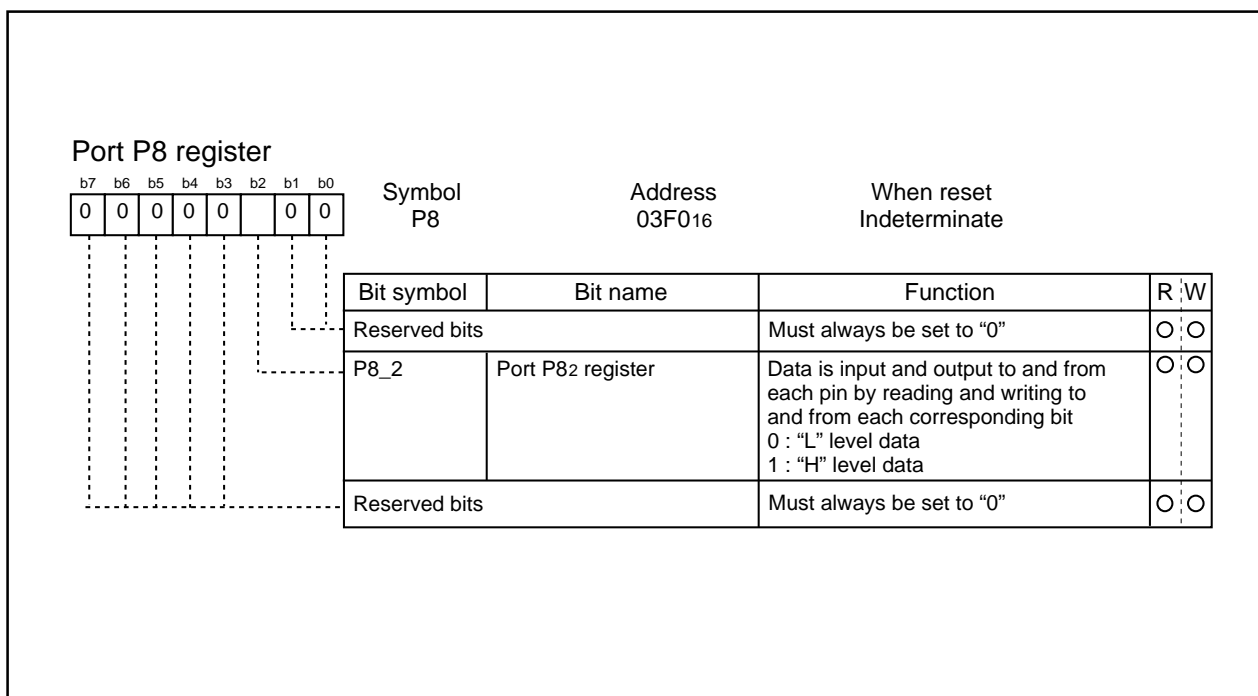 Port P8 register
b7 b6 b5 b4 b3 b2 b1 b0
0 0 0 0 0 0 0
Symbol Address When reset
P8 03F016 Indeterminate
Bit symbol Bit name Function R W
Reserved bits Must always be set to “0” O O
P8_2 Port P82 register Data is input and output to and from O O
each pin by reading and writing to
and from each corresponding bit
0 : “L” level data
1 : “H” level data
Reserved bits Must always be set to “0” O O